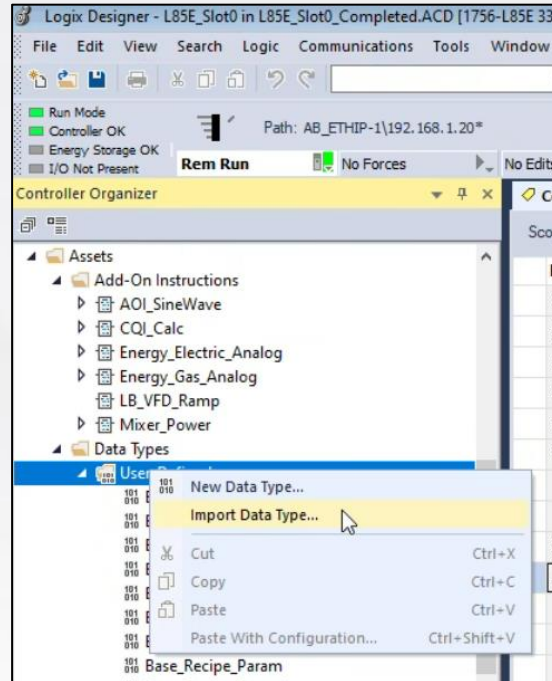 Logix Designer - L85E_Slot0 in L85E_Slot0_Completed.ACD [1756-L85E 33
File Edit View Search Logic Communications Tools Window
Run Mode
Controller OK
Energy Storage OK
I/O Not Present
Path: AB_ETHIP-1\192.168.1.20*
Rem Run No Forces No Edits
Controller Organizer
Assets
Add-On Instructions
AOI_SineWave
CQI_Calc
Energy_Electric_Analog
Energy_Gas_Analog
LB_VFD_Ramp
Mixer_Power
Data Types
New Data Type...
Import Data Type...
Cut Ctrl+X
Copy Ctrl+C
Paste Ctrl+V
Paste With Configuration... Ctrl+Shift+V
Base_Recipe_Param